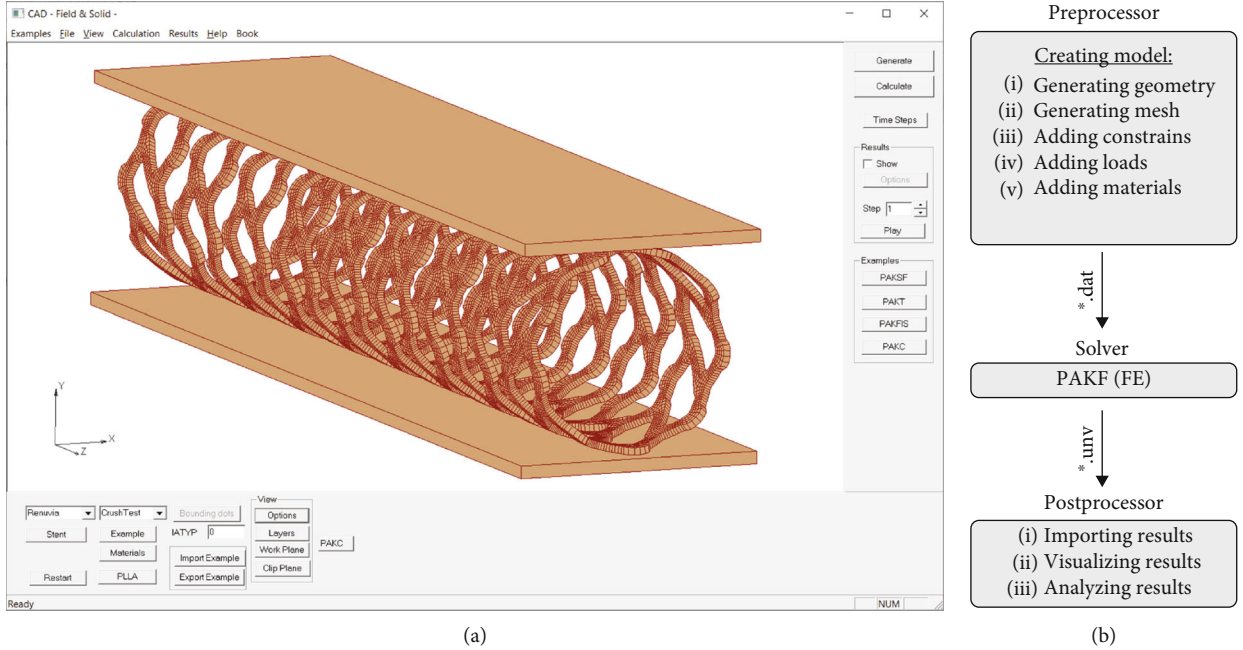 CAD - Field & Solid -
Examples File View Calculation Results Help Book
Generate
Calculate
Time Steps
Results
Show
Options
Step 1
Play
Examples
PAKSF
PAKT
PAKFIS
PAKC
Y
X
Z
Renuvia CrushTest Bounding dots
Stent Example IATYP 0
Materials Import Example
Restart PLLA Export Example
View
Options
Layers
Work Plane
Clip Plane
PAKC
Ready NUM
(a)
Preprocessor
Creating model:
(i) Generating geometry
(ii) Generating mesh
(iii) Adding constrains
(iv) Adding loads
(v) Adding materials
*.dat
Solver
PAKF (FE)
*.unv
Postprocessor
(i) Importing results
(ii) Visualizing results
(iii) Analyzing results
(b)